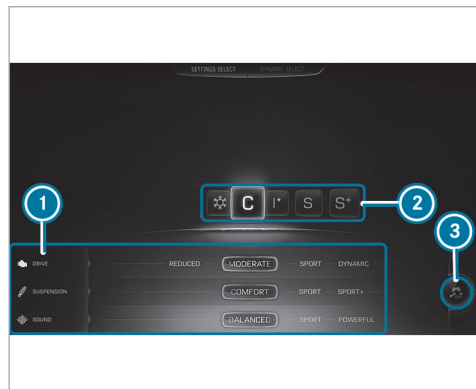 SETTINGS SELECT DYNAMIC SELECT
C I* S S+
1 2 3
DRIVE REDUCED MODERATE SPORT DYNAMIC
SUSPENSION COMFORT SPORT SPORT+
SOUND BALANCED SPORT POWERFUL